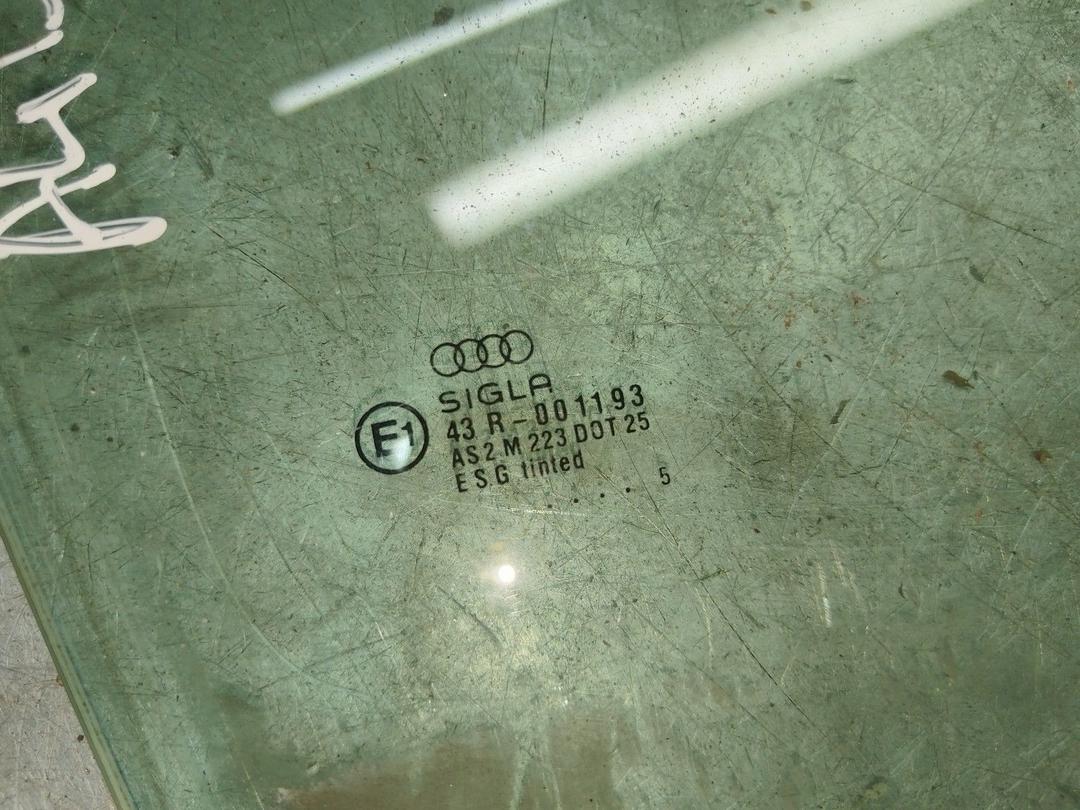 SIGLA
E1
43 R-001193
AS2 M 223 DOT 25
E S.G tinted
. . . . 5